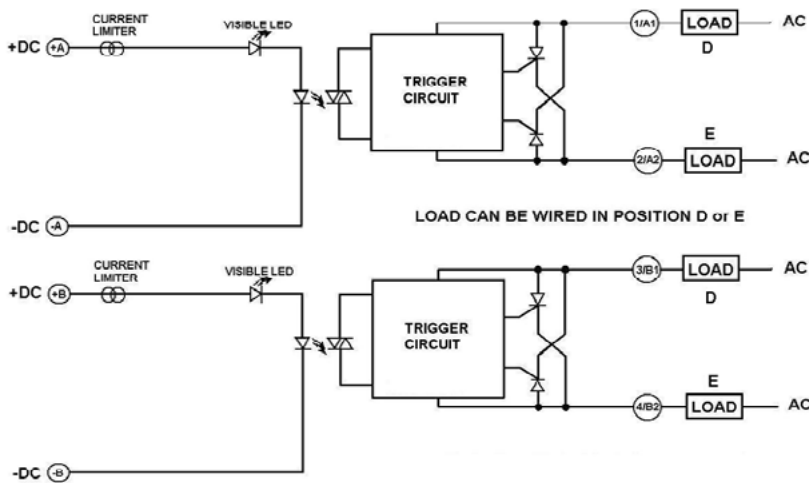 CURRENT
LIMITER
VISIBLE LED
+DC +A
1/A1 LOAD AC
D
TRIGGER
CIRCUIT
E
2/A2 LOAD AC
-DC -A
LOAD CAN BE WIRED IN POSITION D or E
CURRENT
LIMITER
VISIBLE LED
+DC +B
3/B1 LOAD AC
D
TRIGGER
CIRCUIT
E
4/B2 LOAD AC
-DC -B